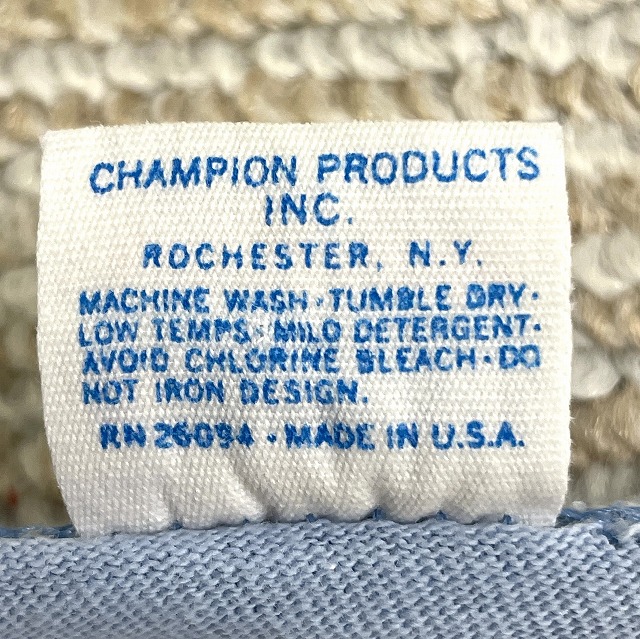 CHAMPION PRODUCTS
INC.
ROCHESTER, N.Y.
MACHINE WASH·TUMBLE DRY·
LOW TEMPS·MILD DETERGENT·
AVOID CHLORINE BLEACH·DO
NOT IRON DESIGN.
RN 26094 · MADE IN U.S.A.